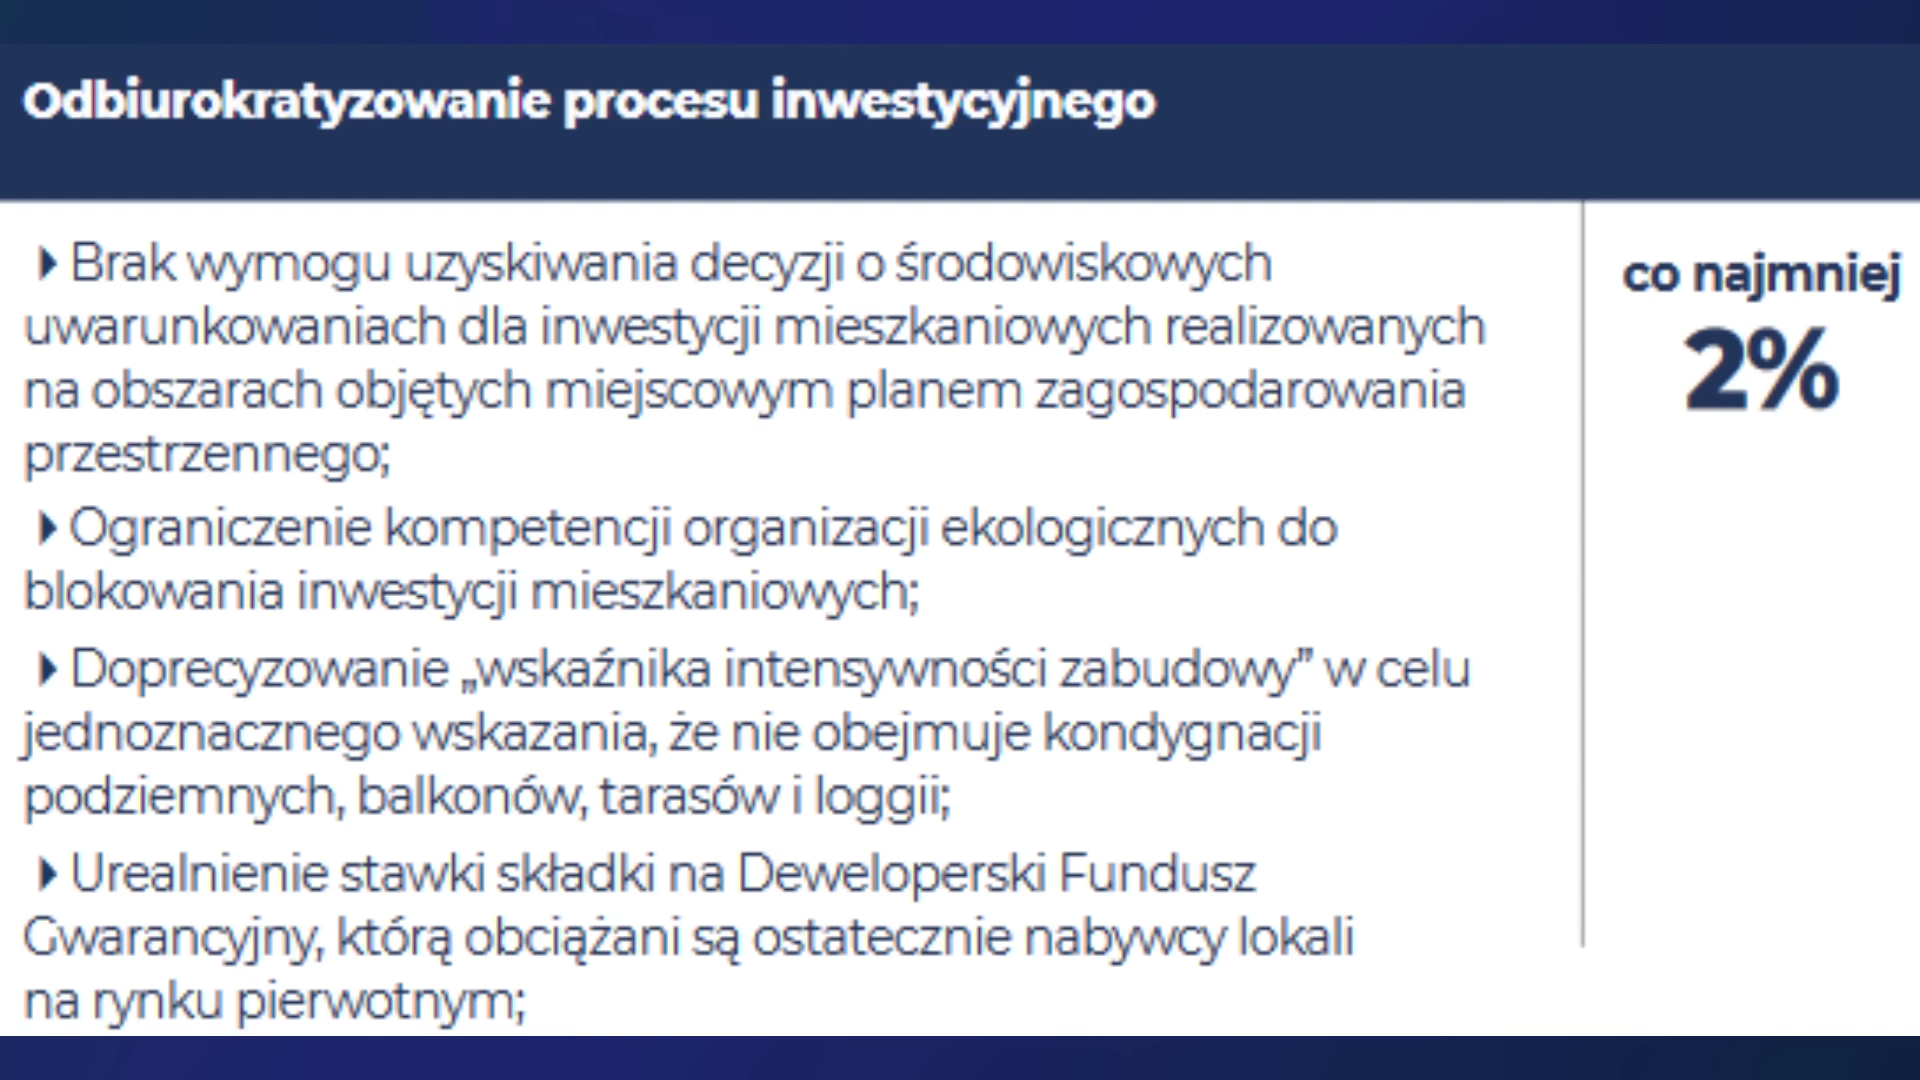 Odbiurokratyzowanie procesu inwestycyjnego
Brak wymogu uzyskiwania decyzji o środowiskowych
uwarunkowaniach dla inwestycji mieszkaniowych realizowanych
na obszarach objętych miejscowym planem zagospodarowania
przestrzennego;
Ograniczenie kompetencji organizacji ekologicznych do
blokowania inwestycji mieszkaniowych;
Doprecyzowanie „wskaźnika intensywności zabudowy” w celu
jednoznacznego wskazania, że nie obejmuje kondygnacji
podziemnych, balkonów, tarasów i loggii;
Urealnienie stawki składki na Deweloperski Fundusz
Gwarancyjny, którą obciążani są ostatecznie nabywcy lokali
na rynku pierwotnym;
co najmniej
2%